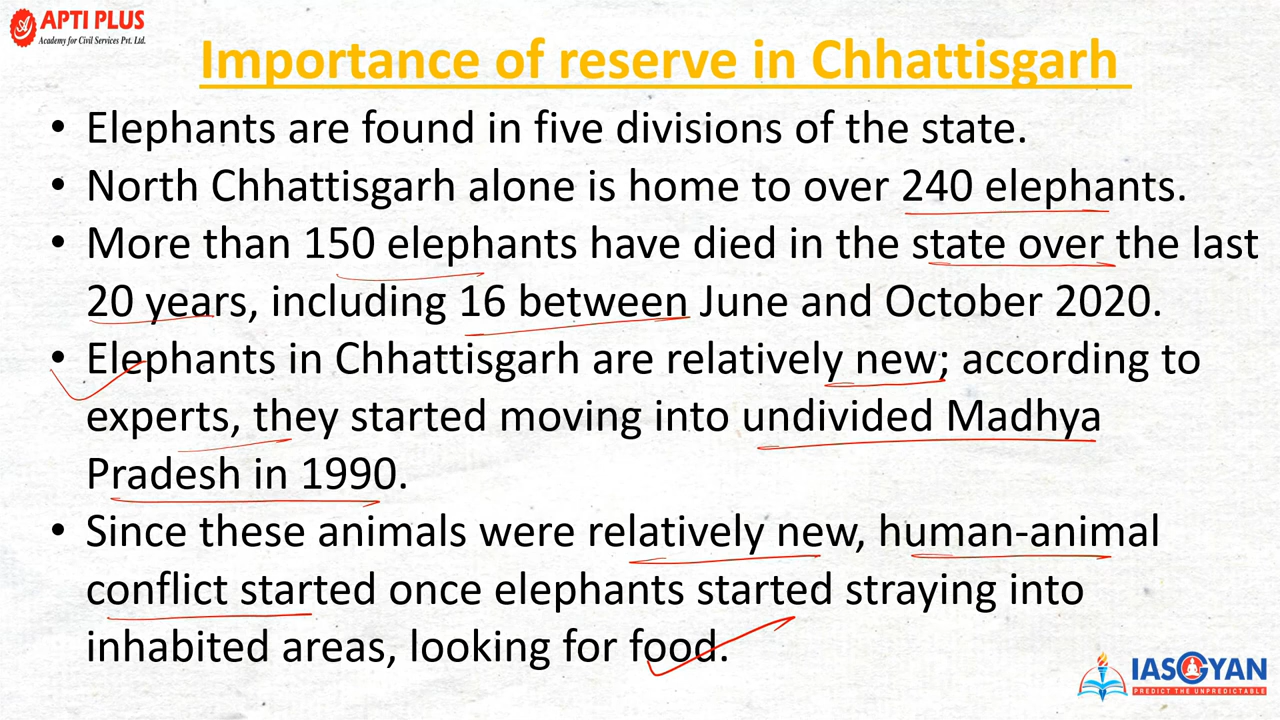 APTI PLUS
Academy for Civil Services Pvt. Ltd.
Importance of reserve in Chhattisgarh
• Elephants are found in five divisions of the state.
• North Chhattisgarh alone is home to over 240 elephants.
• More than 150 elephants have died in the state over the last
20 years, including 16 between June and October 2020.
• Elephants in Chhattisgarh are relatively new; according to
experts, they started moving into undivided Madhya
Pradesh in 1990.
• Since these animals were relatively new, human-animal
conflict started once elephants started straying into
inhabited areas, looking for food.
IASGYAN
PREDICT THE UNPREDICTABLE